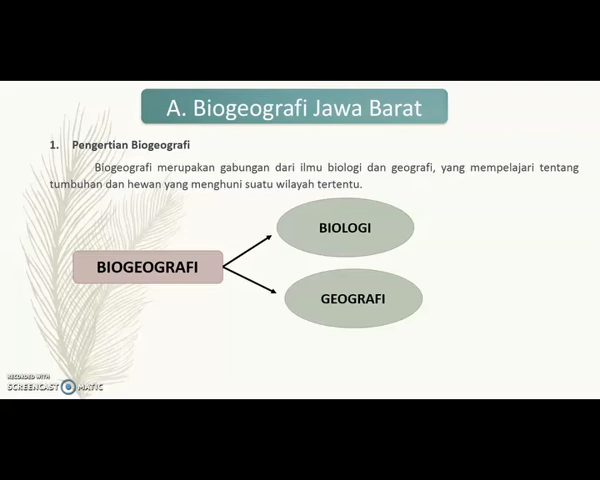 A. Biogeografi Jawa Barat
1. Pengertian Biogeografi
Biogeografi merupakan gabungan dari ilmu biologi dan geografi, yang mempelajari tentang
tumbuhan dan hewan yang menghuni suatu wilayah tertentu.
BIOLOGI
BIOGEOGRAFI
GEOGRAFI
RECORDED WITH
SCREENCAST MATIC